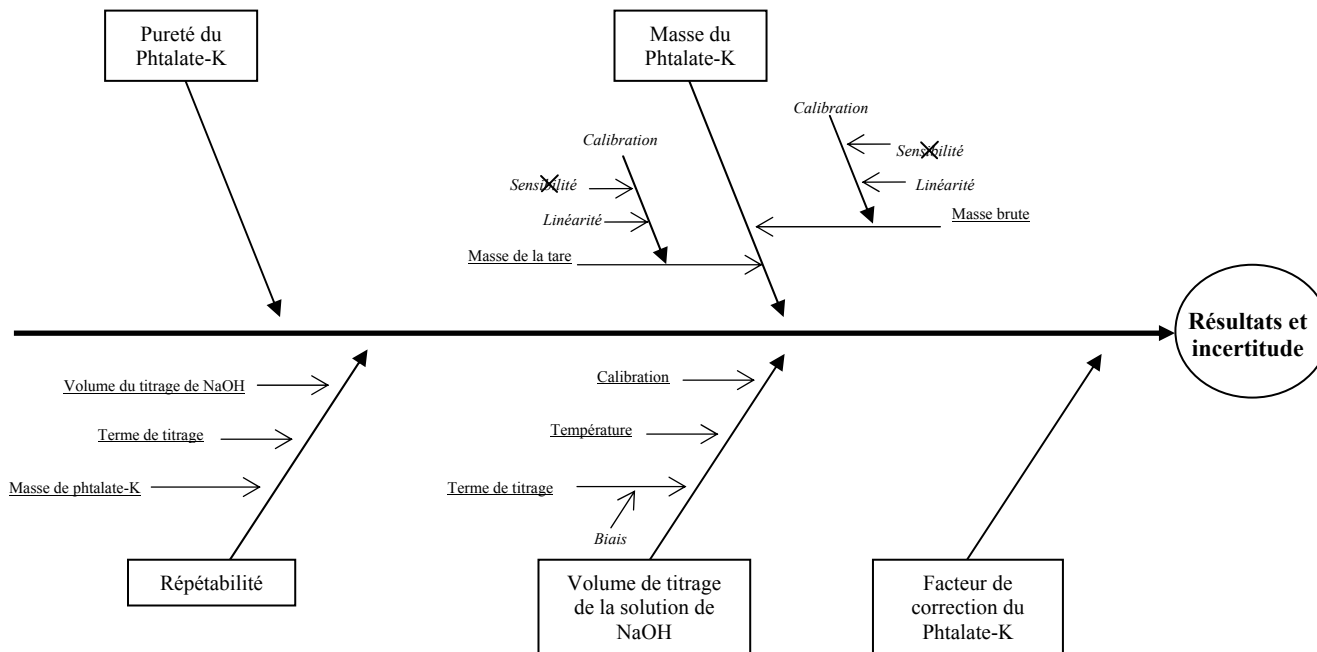 Pureté du
Phtalate-K
Masse du
Phtalate-K
Calibration
Sensibilité
Linéarité
Masse brute
Calibration
Sensibilité
Linéarité
Masse de la tare
Résultats et
incertitude
Volume du titrage de NaOH
Terme de titrage
Masse de phtalate-K
Répétabilité
Calibration
Température
Terme de titrage
Biais
Volume de titrage
de la solution de
NaOH
Facteur de
correction du
Phtalate-K